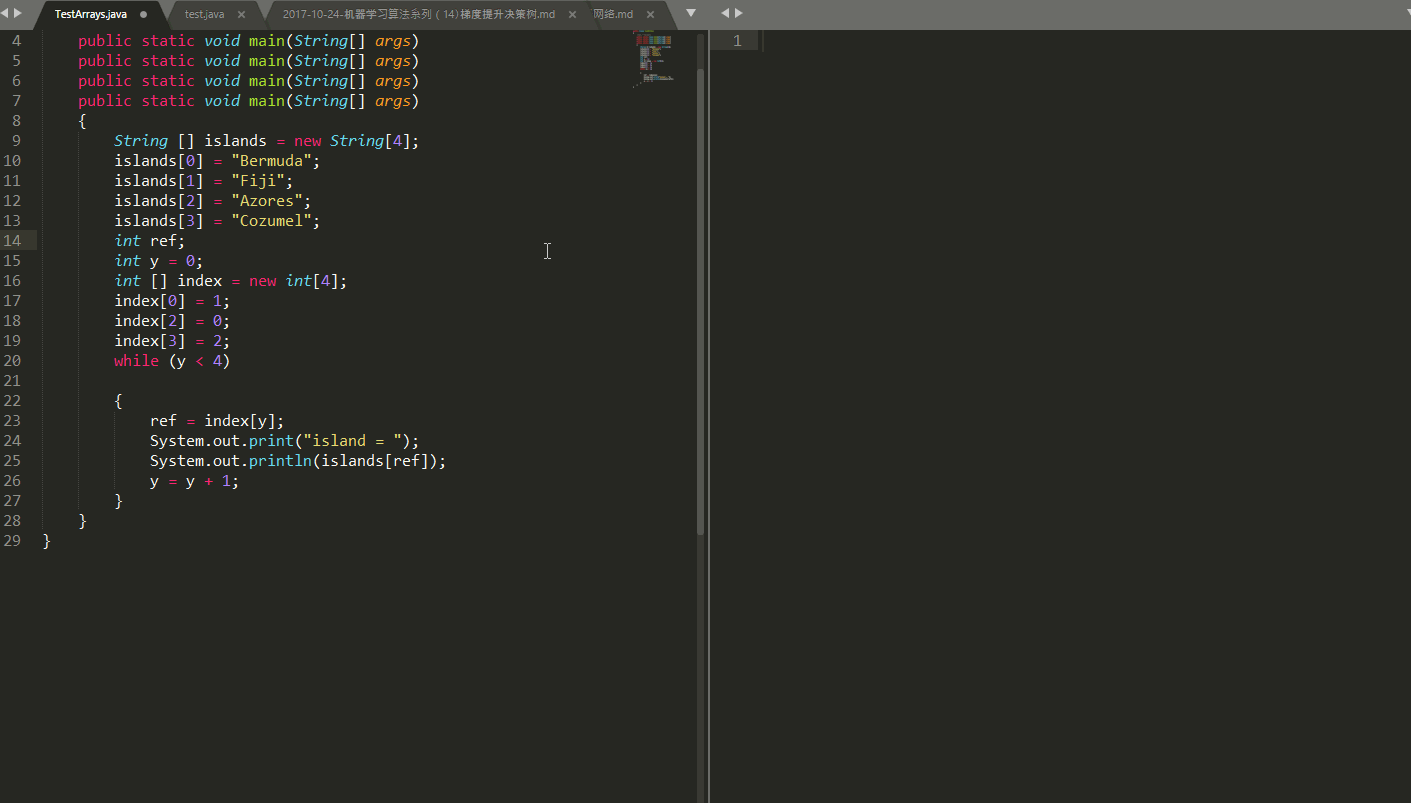 TestArrays.java
test.java
2017-10-24-机器学习算法系列（14)梯度提升决策树.md
网络.md
4 public static void main(String[] args)
5 public static void main(String[] args)
6 public static void main(String[] args)
7 public static void main(String[] args)
8 {
9 String [] islands = new String[4];
10 islands[0] = "Bermuda";
11 islands[1] = "Fiji";
12 islands[2] = "Azores";
13 islands[3] = "Cozumel";
14 int ref;
15 int y = 0;
16 int [] index = new int[4];
17 index[0] = 1;
18 index[2] = 0;
19 index[3] = 2;
20 while (y < 4)
21
22 {
23 ref = index[y];
24 System.out.print("island = ");
25 System.out.println(islands[ref]);
26 y = y + 1;
27 }
28 }
29 }
1